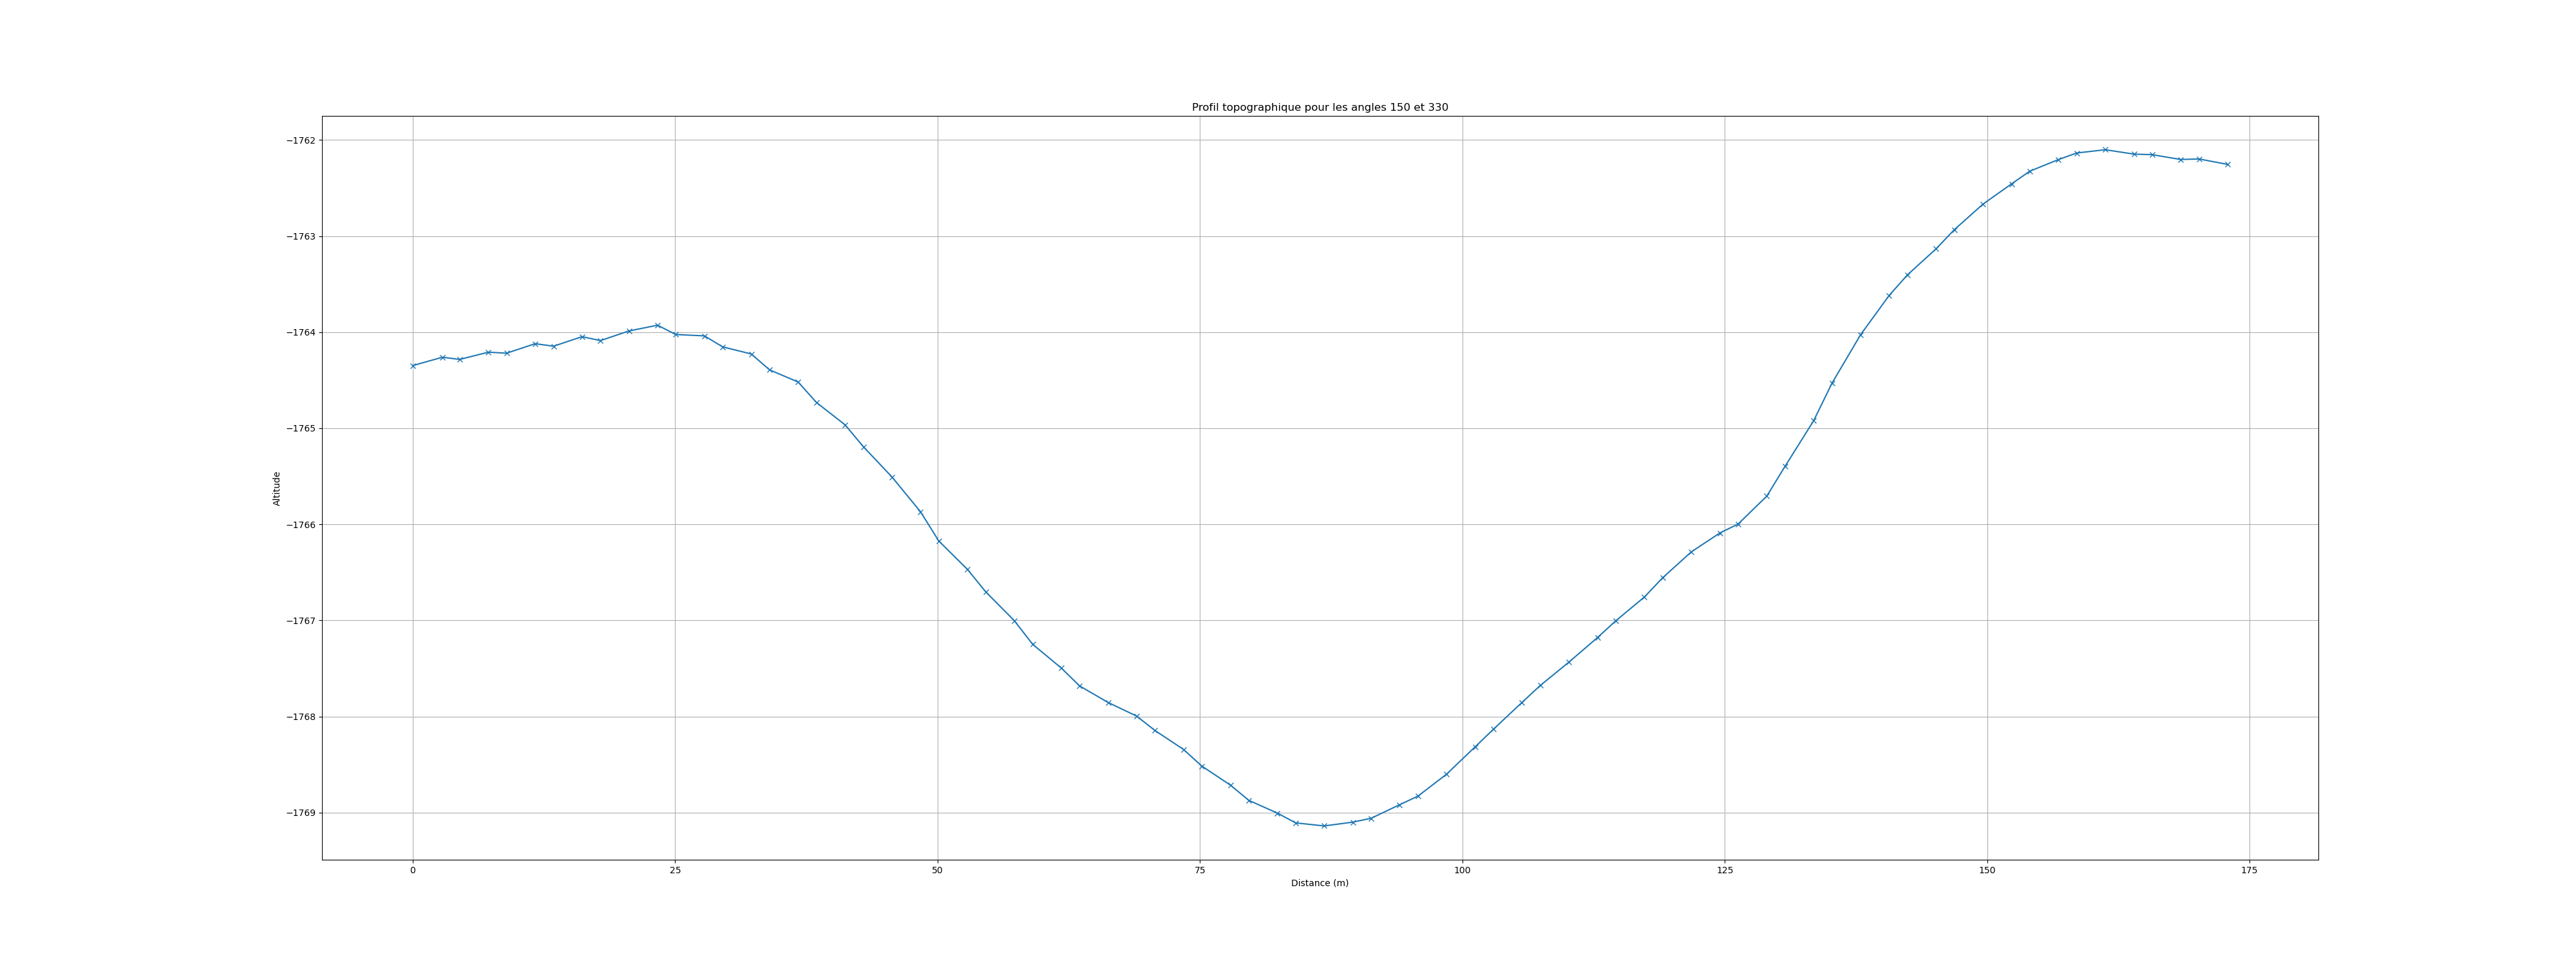 Profil topographique pour les angles 150 et 330
−1762
−1763
−1764
−1765
−1766
−1767
−1768
−1769
Altitude
0 25 50 75 100 125 150 175
Distance (m)